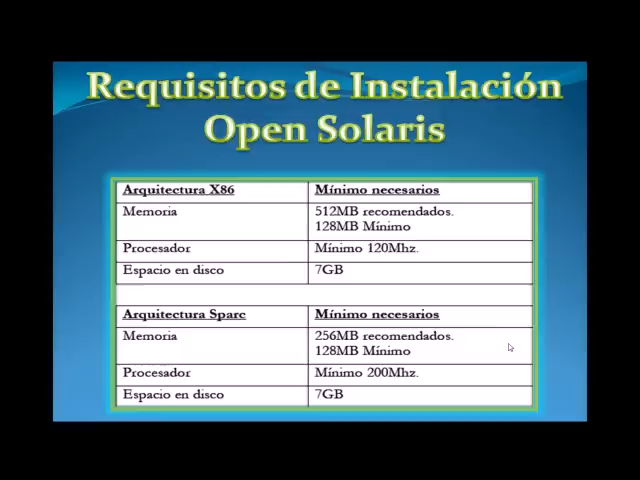 Requisitos de Instalación
Open Solaris
Arquitectura X86 Mínimo necesarios
Memoria 512MB recomendados.
128MB Mínimo
Procesador Mínimo 120Mhz.
Espacio en disco 7GB
Arquitectura Sparc Mínimo necesarios
Memoria 256MB recomendados.
128MB Mínimo
Procesador Mínimo 200Mhz.
Espacio en disco 7GB